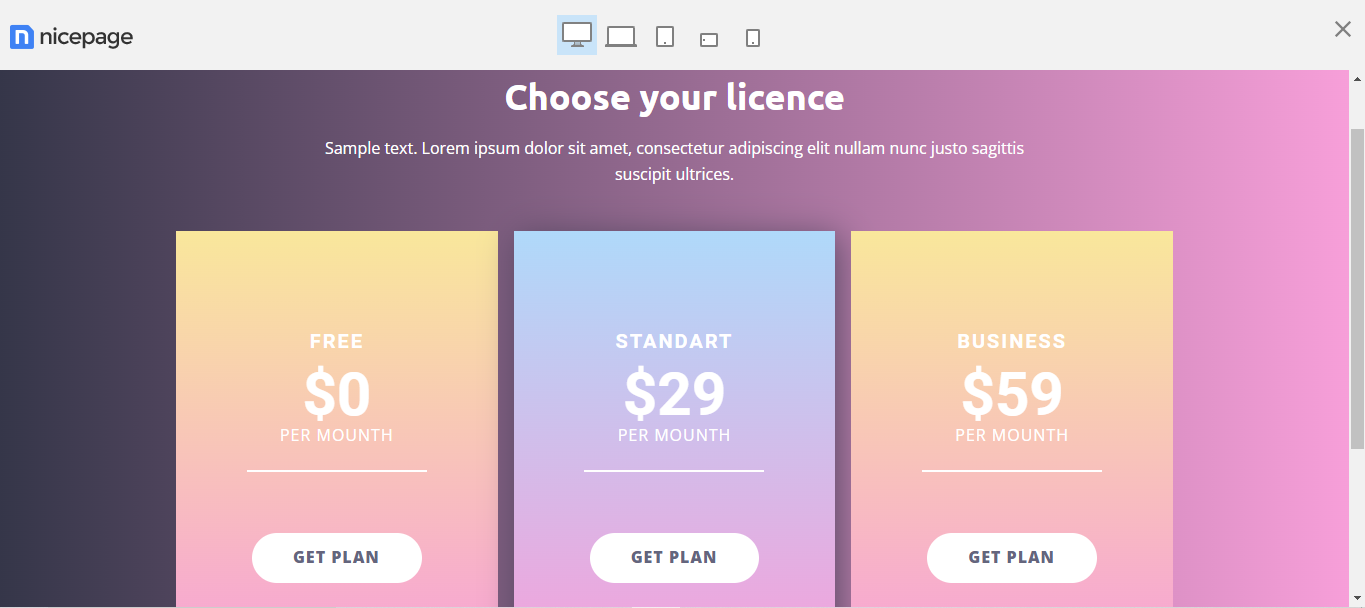 nicepage
Choose your licence
Sample text. Lorem ipsum dolor sit amet, consectetur adipiscing elit nullam nunc justo sagittis
suscipit ultrices.
FREE
$0
PER MOUNTH
GET PLAN
STANDART
$29
PER MOUNTH
GET PLAN
BUSINESS
$59
PER MOUNTH
GET PLAN